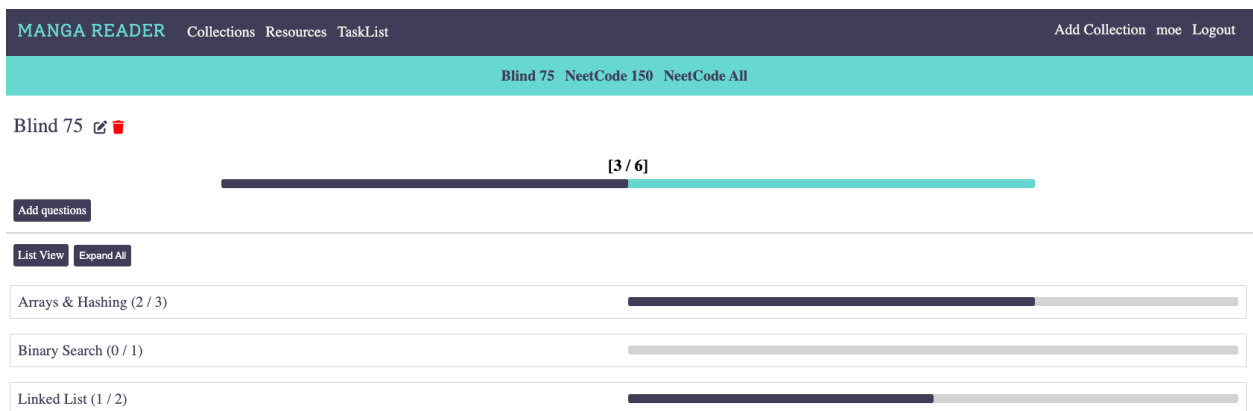 MANGA READER Collections Resources TaskList Add Collection moe Logout
Blind 75 NeetCode 150 NeetCode All
Blind 75
[3 / 6]
Add questions
List View Expand All
Arrays & Hashing (2 / 3)
Binary Search (0 / 1)
Linked List (1 / 2)